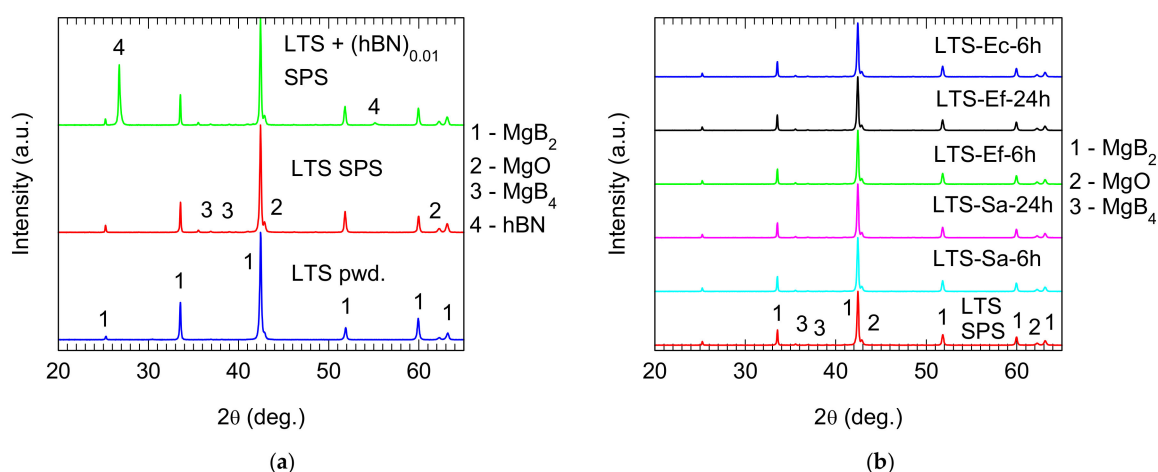 Intensity (a.u.)
LTS + (hBN)0.01
SPS
4
4
1 - MgB2
2 - MgO
3 - MgB4
4 - hBN
LTS SPS
3 3 2 2
LTS pwd.
1 1 1 1 1 1
20 30 40 50 60
2θ (deg.)
(a)
Intensity (a.u.)
LTS-Ec-6h
LTS-Ef-24h
LTS-Ef-6h
LTS-Sa-24h
LTS-Sa-6h
LTS
SPS
1 - MgB2
2 - MgO
3 - MgB4
1 3 3 1 2 1 1 2 1
20 30 40 50 60
2θ (deg.)
(b)